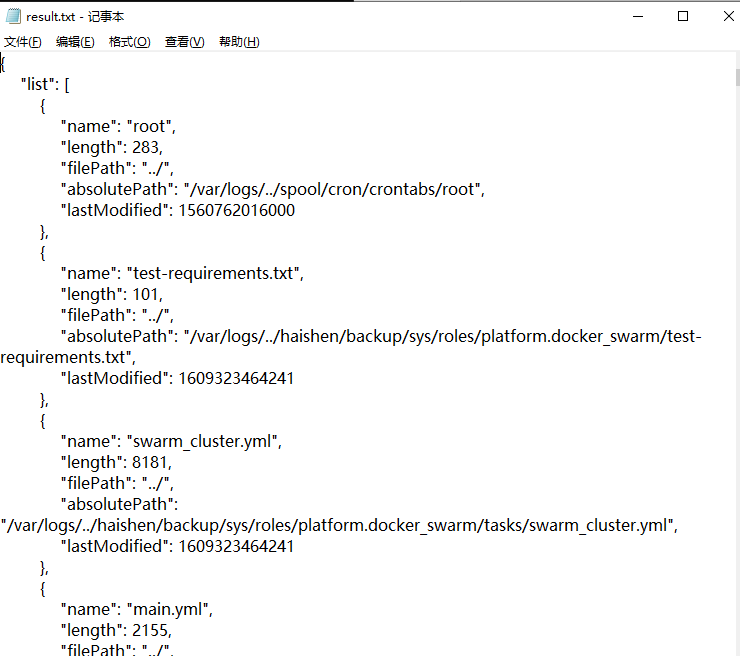 result.txt - 记事本
文件(F) 编辑(E) 格式(O) 查看(V) 帮助(H)
{
"list": [
{
"name": "root",
"length": 283,
"filePath": "../",
"absolutePath": "/var/logs/../spool/cron/crontabs/root",
"lastModified": 1560762016000
},
{
"name": "test-requirements.txt",
"length": 101,
"filePath": "../",
"absolutePath": "/var/logs/../haishen/backup/sys/roles/platform.docker_swarm/test-
requirements.txt",
"lastModified": 1609323464241
},
{
"name": "swarm_cluster.yml",
"length": 8181,
"filePath": "../",
"absolutePath":
"/var/logs/../haishen/backup/sys/roles/platform.docker_swarm/tasks/swarm_cluster.yml",
"lastModified": 1609323464241
},
{
"name": "main.yml",
"length": 2155,
"filePath": "../",